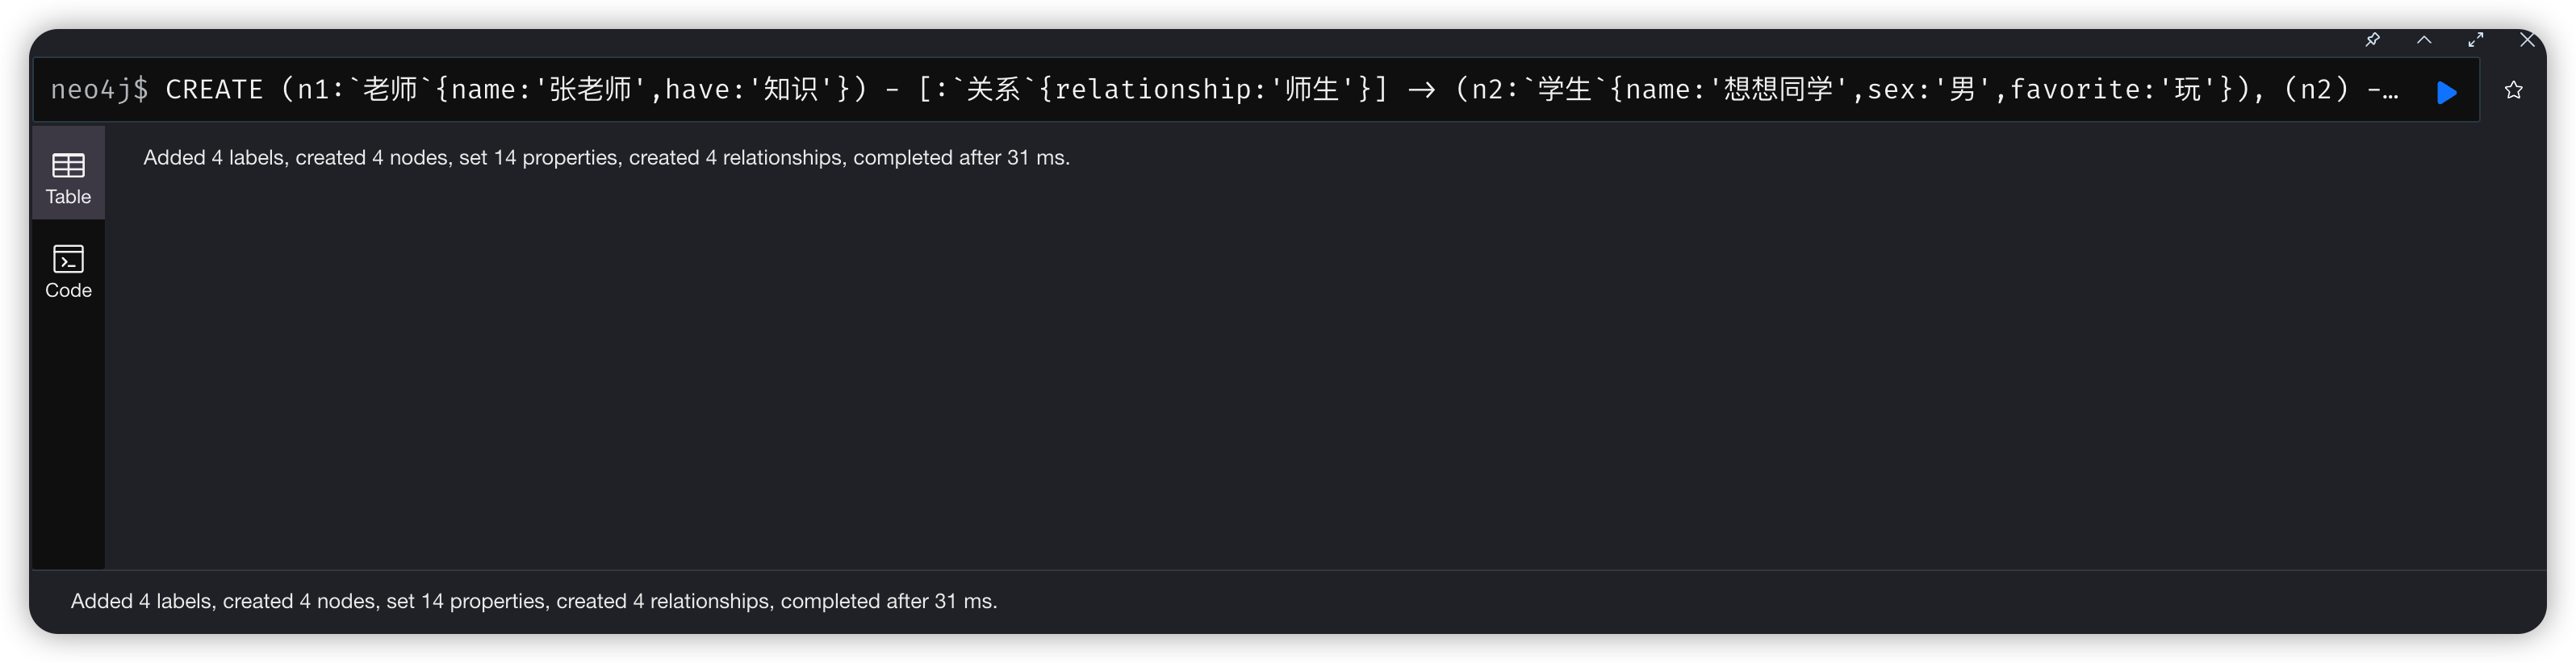 neo4j$ CREATE (n1:`老师`{name:'张老师',have:'知识'}) - [:`关系`{relationship:'师生'}] -> (n2:`学生`{name:'想想同学',sex:'男',favorite:'玩'}), (n2) -…
Added 4 labels, created 4 nodes, set 14 properties, created 4 relationships, completed after 31 ms.
Table
Code
Added 4 labels, created 4 nodes, set 14 properties, created 4 relationships, completed after 31 ms.